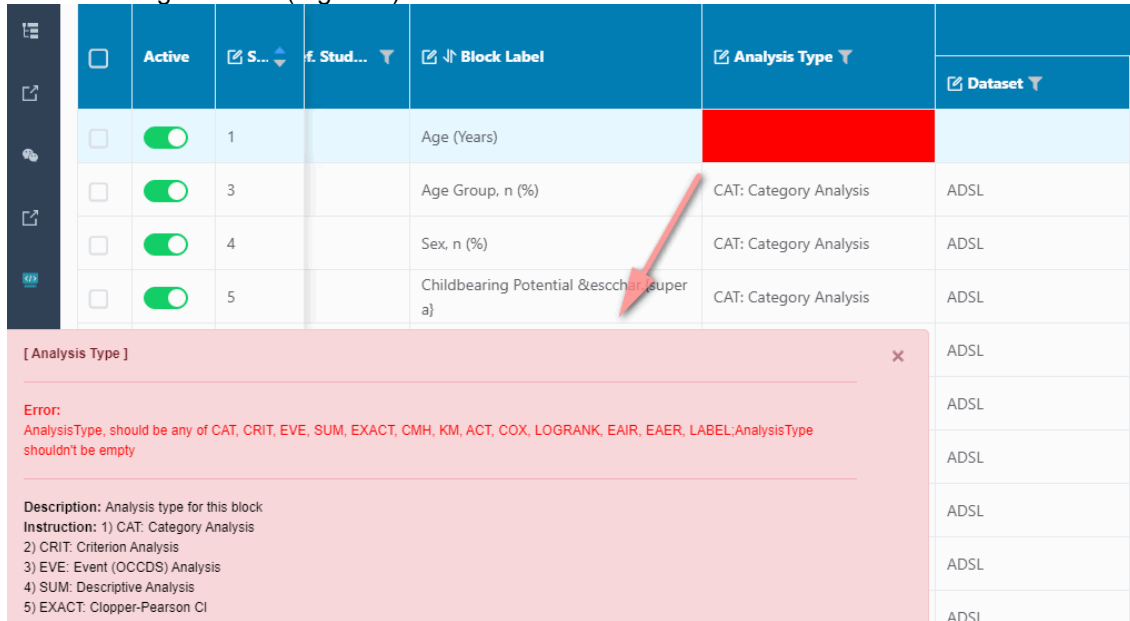 Active
S...
f. Stud...
Block Label
Analysis Type
Dataset
1
Age (Years)
3
Age Group, n (%)
CAT: Category Analysis
ADSL
4
Sex, n (%)
CAT: Category Analysis
ADSL
5
Childbearing Potential &escchar.{super
a}
CAT: Category Analysis
ADSL
[ Analysis Type ]
×
ADSL
Error:
AnalysisType, should be any of CAT, CRIT, EVE, SUM, EXACT, CMH, KM, ACT, COX, LOGRANK, EAIR, EAER, LABEL;AnalysisType
shouldn't be empty
ADSL
ADSL
Description: Analysis type for this block
Instruction: 1) CAT: Category Analysis
2) CRIT: Criterion Analysis
3) EVE: Event (OCCDS) Analysis
4) SUM: Descriptive Analysis
5) EXACT: Clopper-Pearson CI
ADSL
ADSL
ADSL